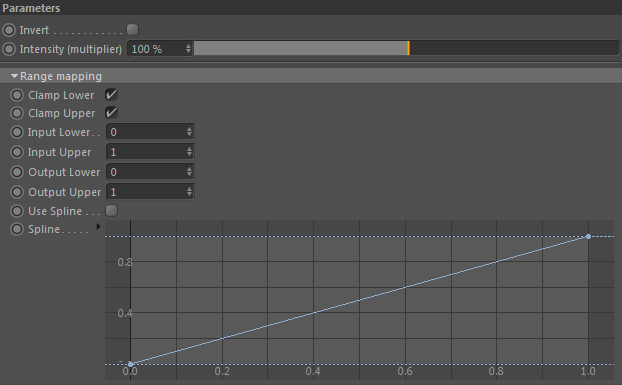 Parameters
Invert . . . . . . . . . . . .
Intensity (multiplier) 100 %
Range mapping
Clamp Lower
Clamp Upper
Input Lower. . 0
Input Upper 1
Output Lower 0
Output Upper 1
Use Spline . . .
Spline. . . . .
0.8
0.4
0.0 0.2 0.4 0.6 0.8 1.0